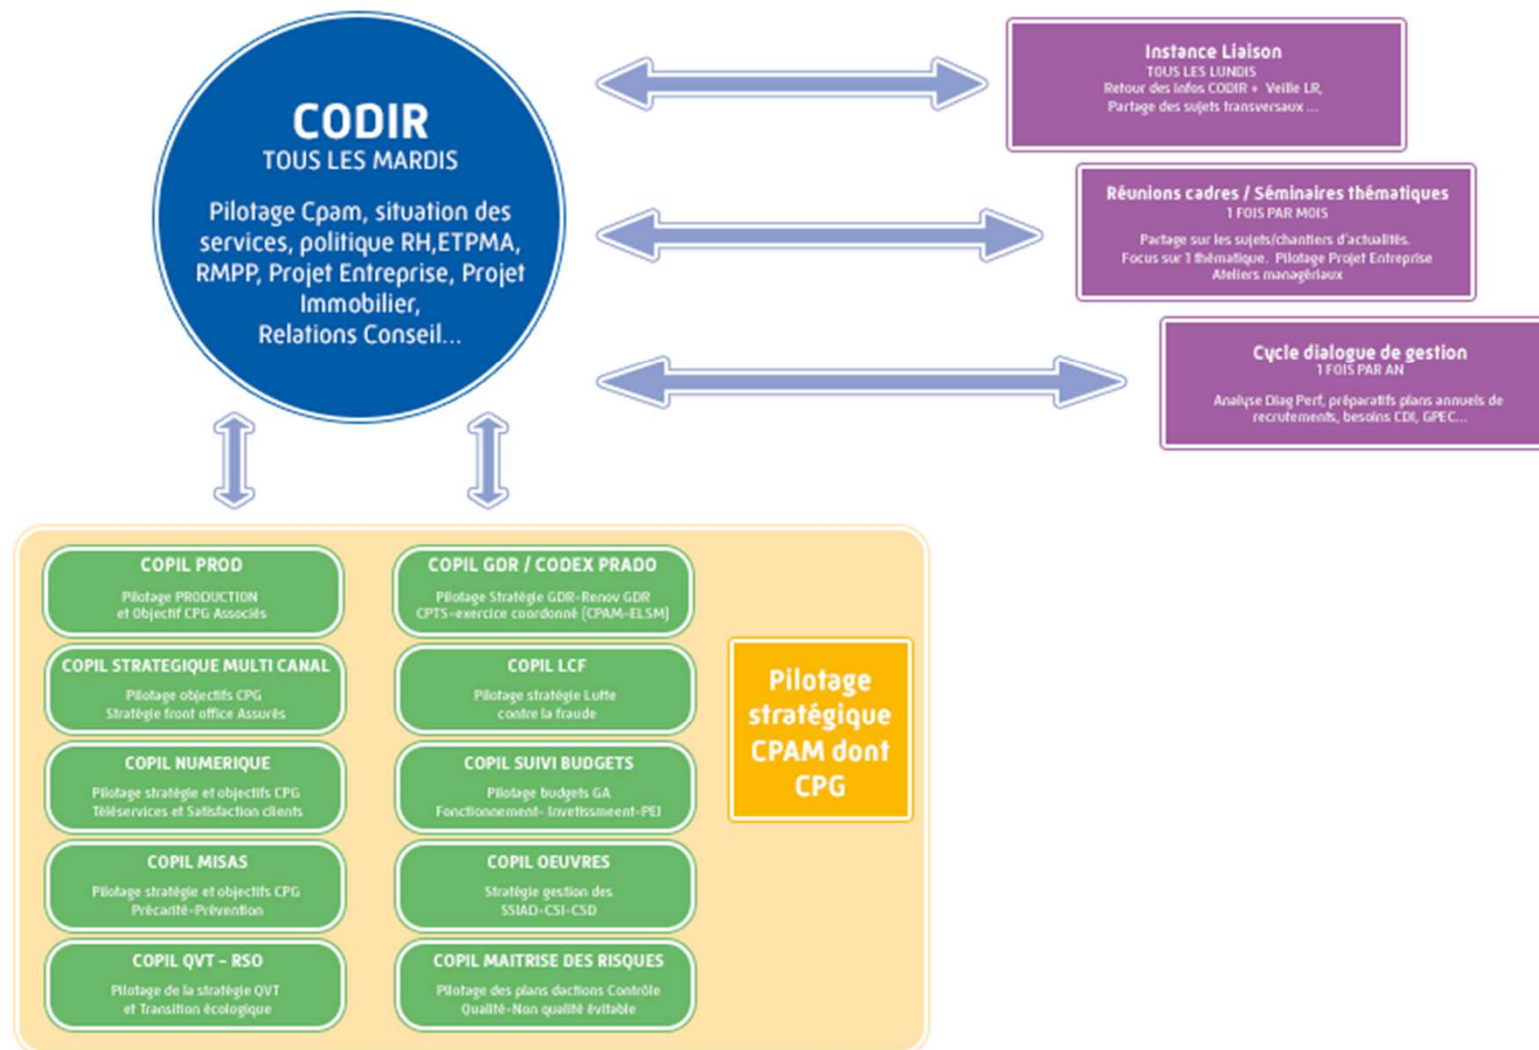 CODIR
TOUS LES MARDIS
Pilotage Cpam, situation des
services, politique RH,ETPMA,
RMPP, Projet Entreprise, Projet
Immobilier,
Relations Conseil...
Instance Liaison
TOUS LES LUNDIS
Retour des Infos CODIR + Veille LR,
Partage des sujets transversaux ...
Réunions cadres / Séminaires thématiques
1 FOIS PAR MOIS
Partage sur les sujets/chantiers d'actualités.
Focus sur 1 thématique. Pilotage Projet Entreprise
Ateliers managériaux
Cycle dialogue de gestion
1 FOIS PAR AN
Analyse Diag Perf, préparatifs plans annuels de
recrutements, besoins CDI, GPEC...
COPIL PROD
Pilotage PRODUCTION
et Objectif CPG Associés
COPIL STRATEGIQUE MULTI CANAL
Pilotage objectifs CPG
Stratégie front office Assurés
COPIL NUMERIQUE
Pilotage stratégie et objectifs CPG
Téléservices et Satisfaction clients
COPIL MISAS
Pilotage stratégie et objectifs CPG
Précarité-Prévention
COPIL QVT - RSO
Pilotage de la stratégie QVT
et Transition écologique
COPIL GDR / CODEX PRADO
Pilotage Stratégie GDR-Renov GDR
CPTS-exercice coordonné (CPAM-ELSM)
COPIL LCF
Pilotage stratégie Lutte
contre la fraude
COPIL SUIVI BUDGETS
Pilotage budgets GA
Fonctionnement- Invetissmeent-PEI
COPIL OEUVRES
Stratégie gestion des
SSIAD-CSI-CSD
COPIL MAITRISE DES RISQUES
Pilotage des plans dactions Contrôle
Qualité-Non qualité évitable
Pilotage
stratégique
CPAM dont
CPG